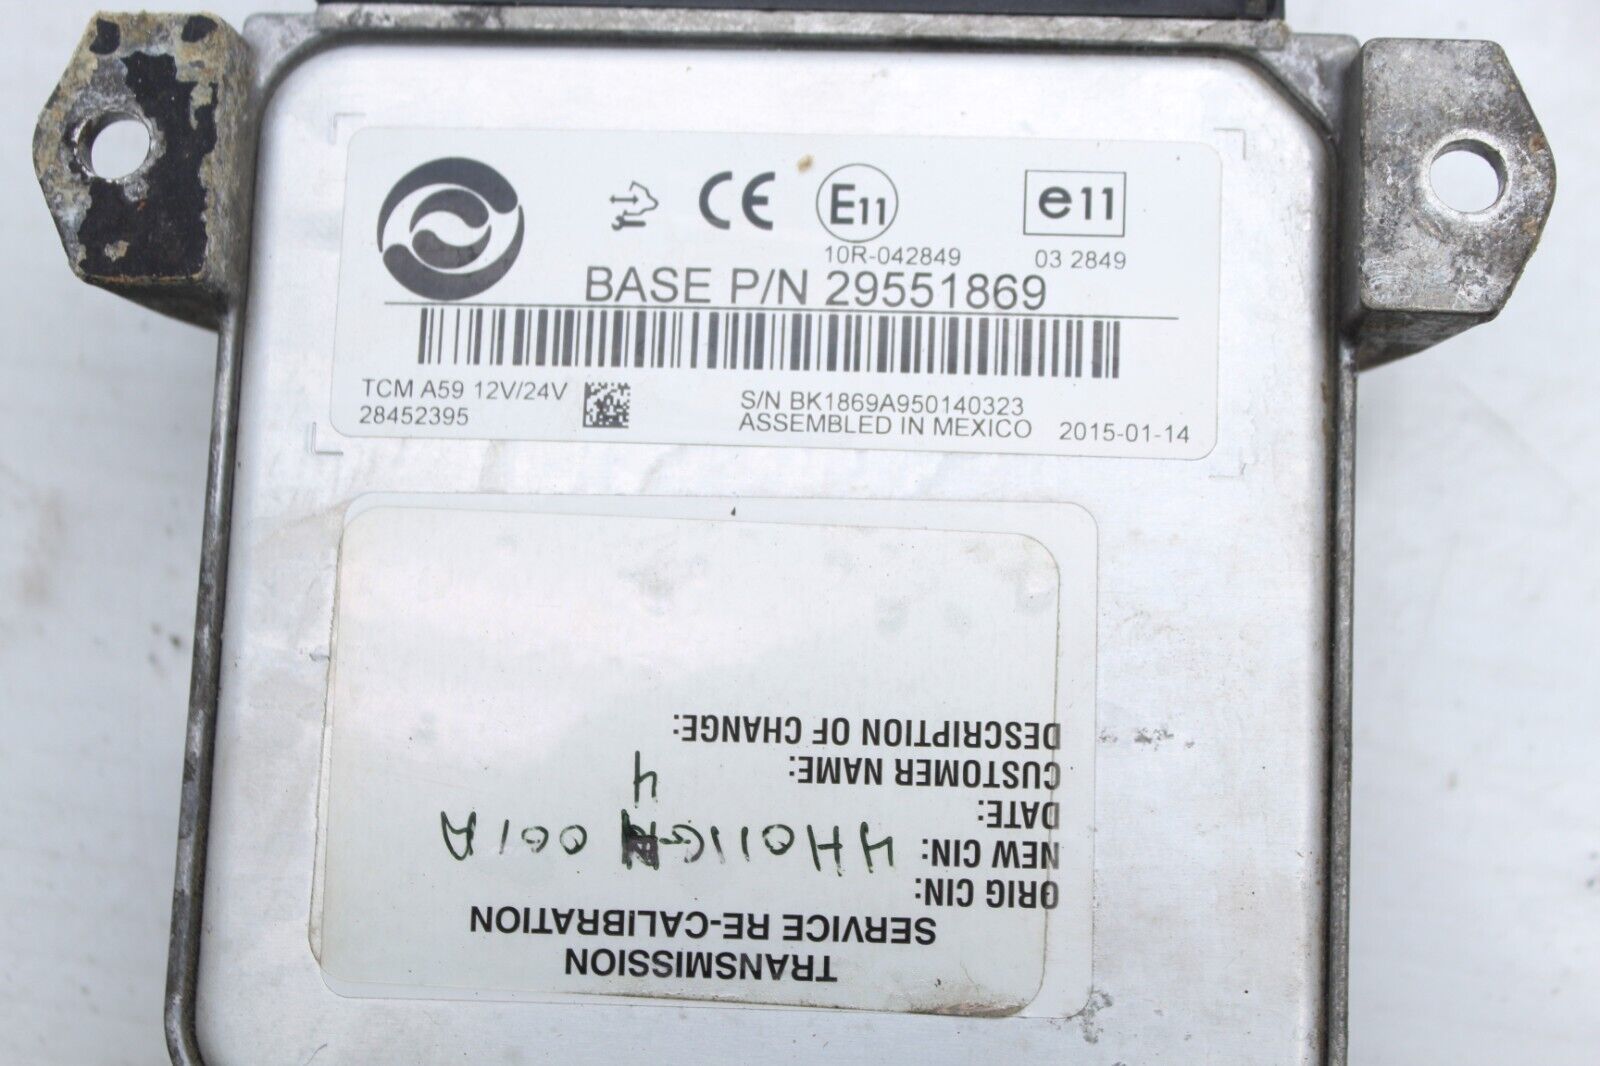 CE E11 e11
10R-042849 03 2849
BASE P/N 29551869
TCM A59 12V/24V
28452395
S/N BK1869A950140323
ASSEMBLED IN MEXICO 2015-01-14
TRANSMISSION
SERVICE RE-CALIBRATION
ORIG CIN:
NEW CIN: 001A
DATE:
CUSTOMER NAME:
DESCRIPTION OF CHANGE: